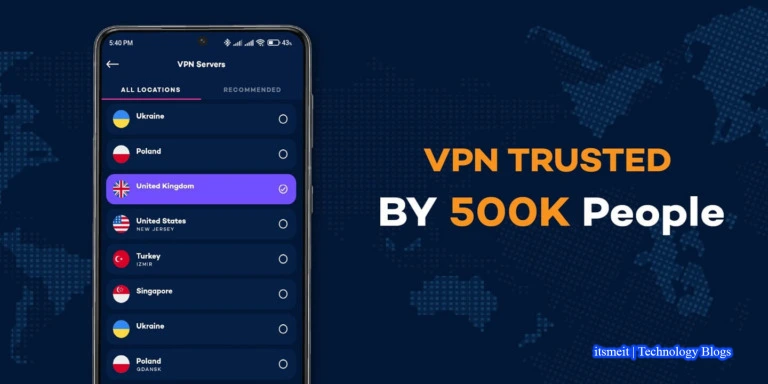 5:40 PM
43%
VPN Servers
ALL LOCATIONS
RECOMMENDED
Ukraine
Poland
United Kingdom
United States
NEW JERSEY
Turkey
IZMIR
Singapore
Ukraine
Poland
GDANSK
VPN TRUSTED
BY 500K People
itsmeit | Technology Blogs